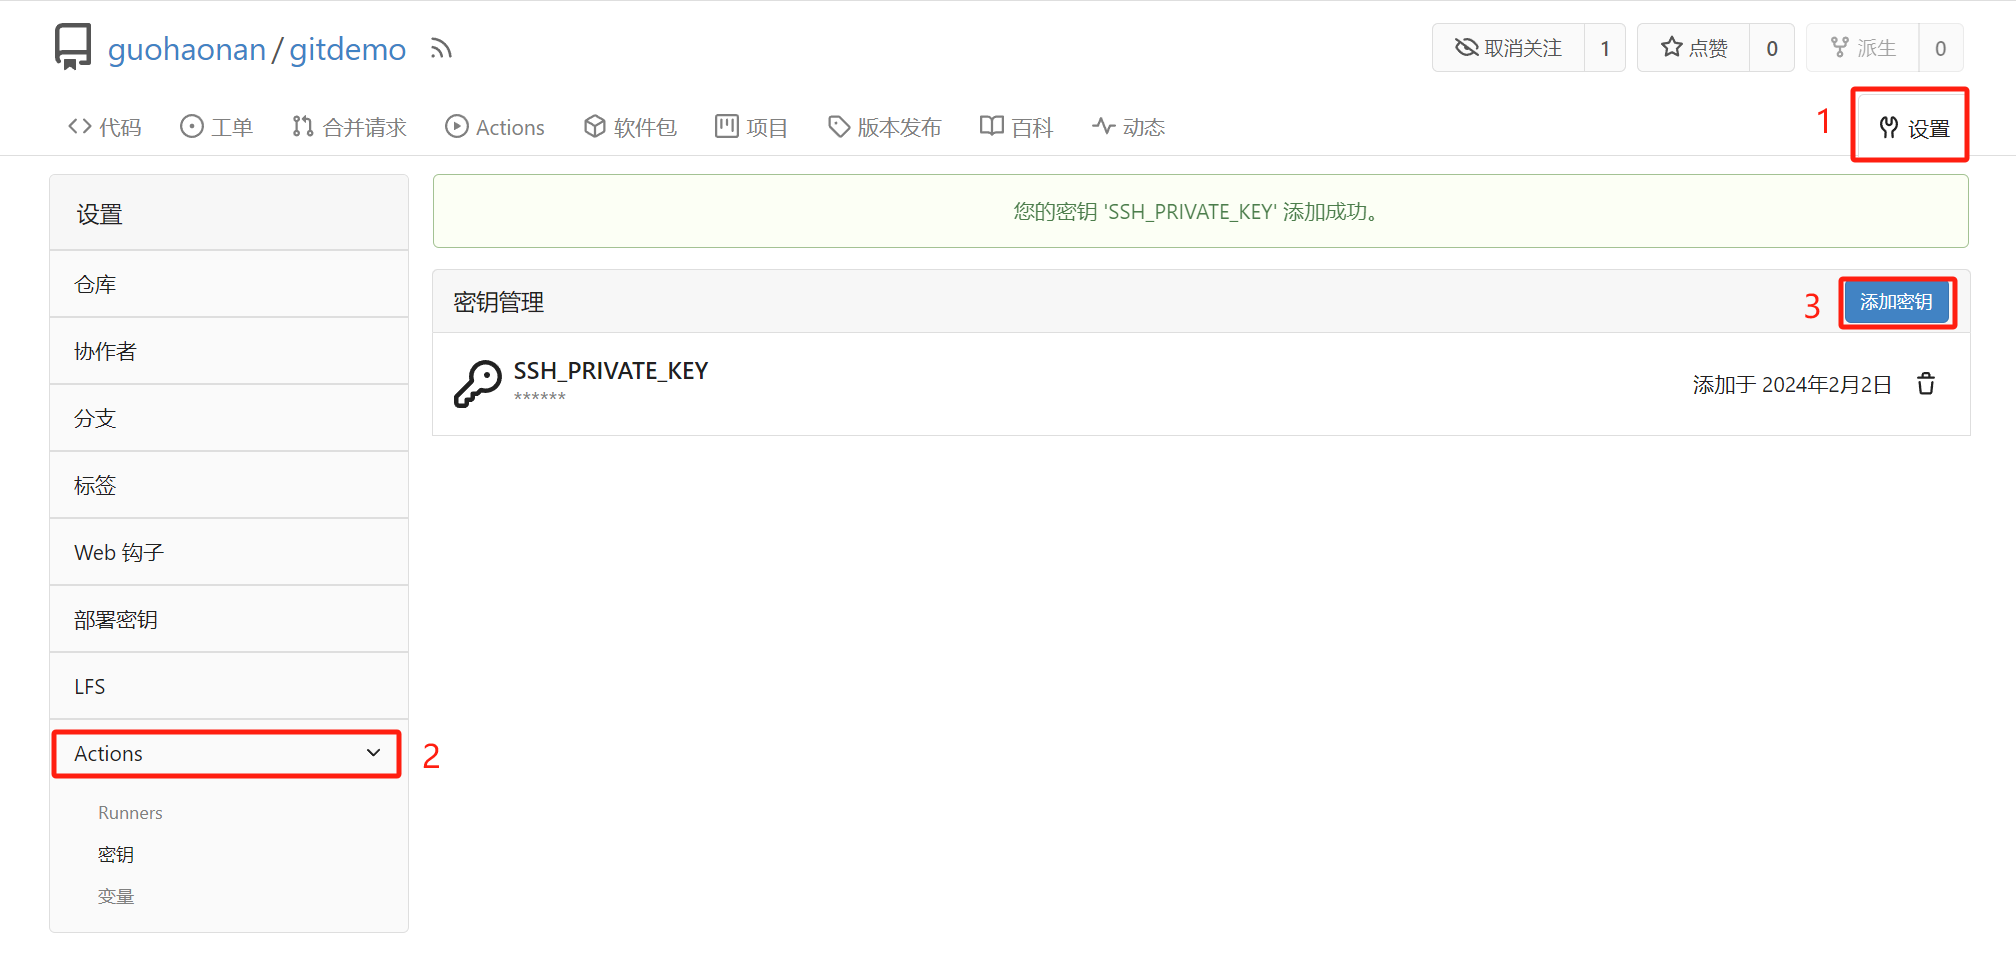 guohaonan / gitdemo
取消关注 1 点赞 0 派生 0
代码 工单 合并请求 Actions 软件包 项目 版本发布 百科 动态 1 设置
设置
仓库
协作者
分支
标签
Web 钩子
部署密钥
LFS
Actions 2
Runners
密钥
变量
您的密钥 'SSH_PRIVATE_KEY' 添加成功。
密钥管理 3 添加密钥
SSH_PRIVATE_KEY
******
添加于 2024年2月2日